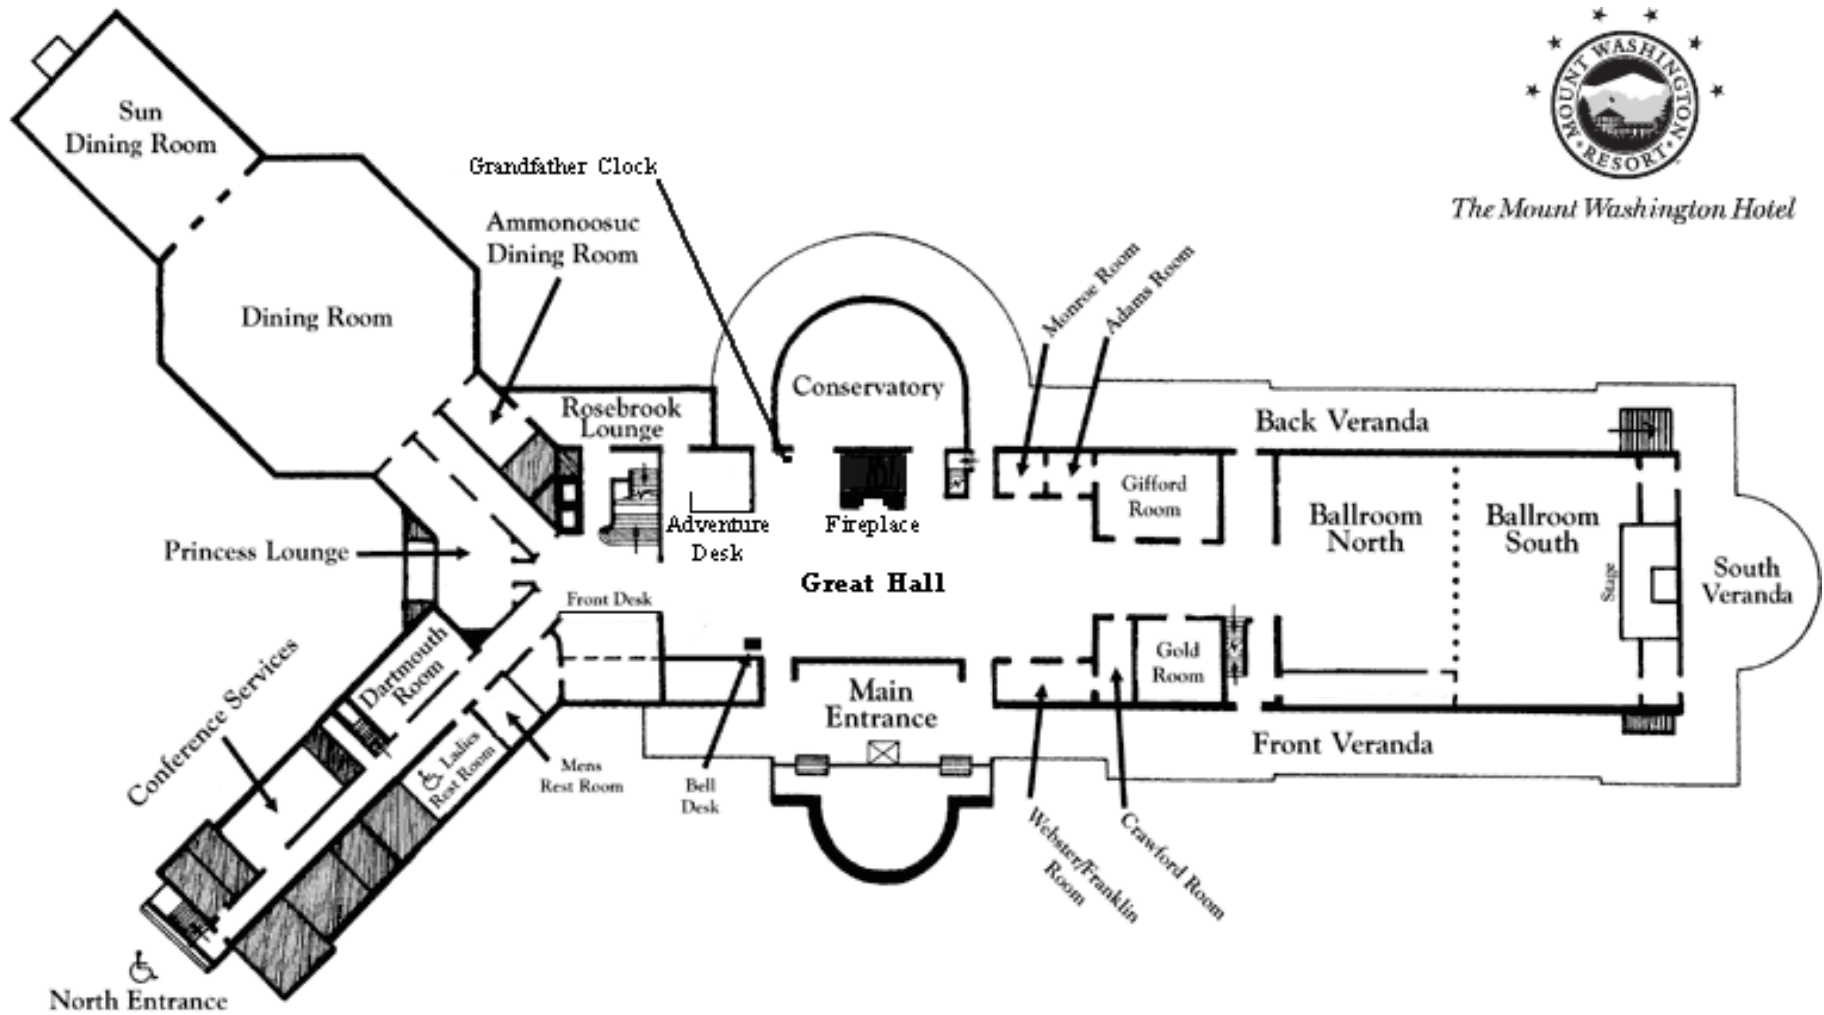 MOUNT WASHINGTON
RESORT
The Mount Washington Hotel
Sun
Dining Room
Grandfather Clock
Ammonoosuc
Dining Room
Dining Room
Monroe Room
Adams Room
Conservatory
Rosebrook
Lounge
Back Veranda
Gifford
Room
Ballroom
North
Ballroom
South
Adventure
Desk
Fireplace
Princess Lounge
Great Hall
Stage
South
Veranda
Front Desk
Dartmouth
Room
Gold
Room
Main
Entrance
Conference Services
Ladies
Rest Room
Mens
Rest Room
Bell
Desk
Front Veranda
Webster/Franklin
Room
Crawford Room
North Entrance